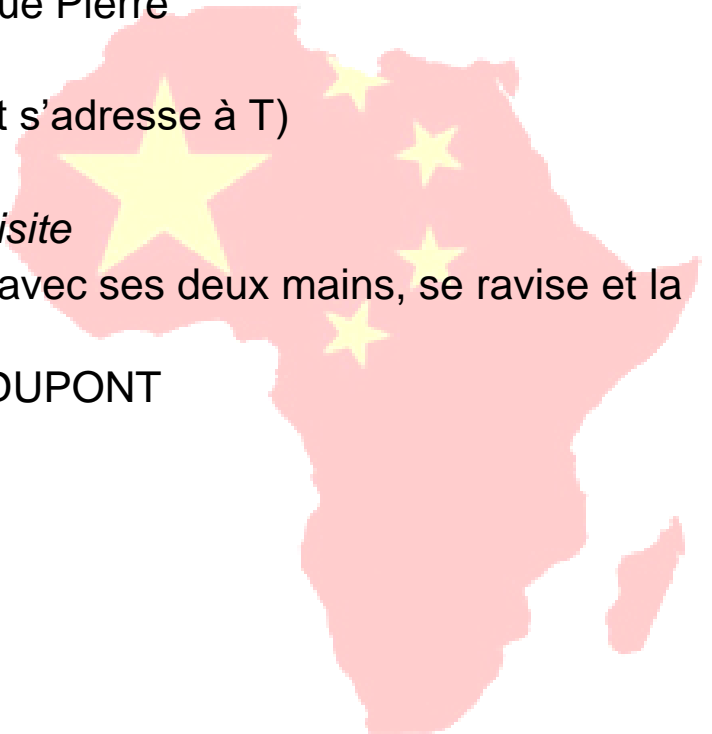 ue Pierre
t s’adresse à T)
isite
avec ses deux mains, se ravise et la
DUPONT